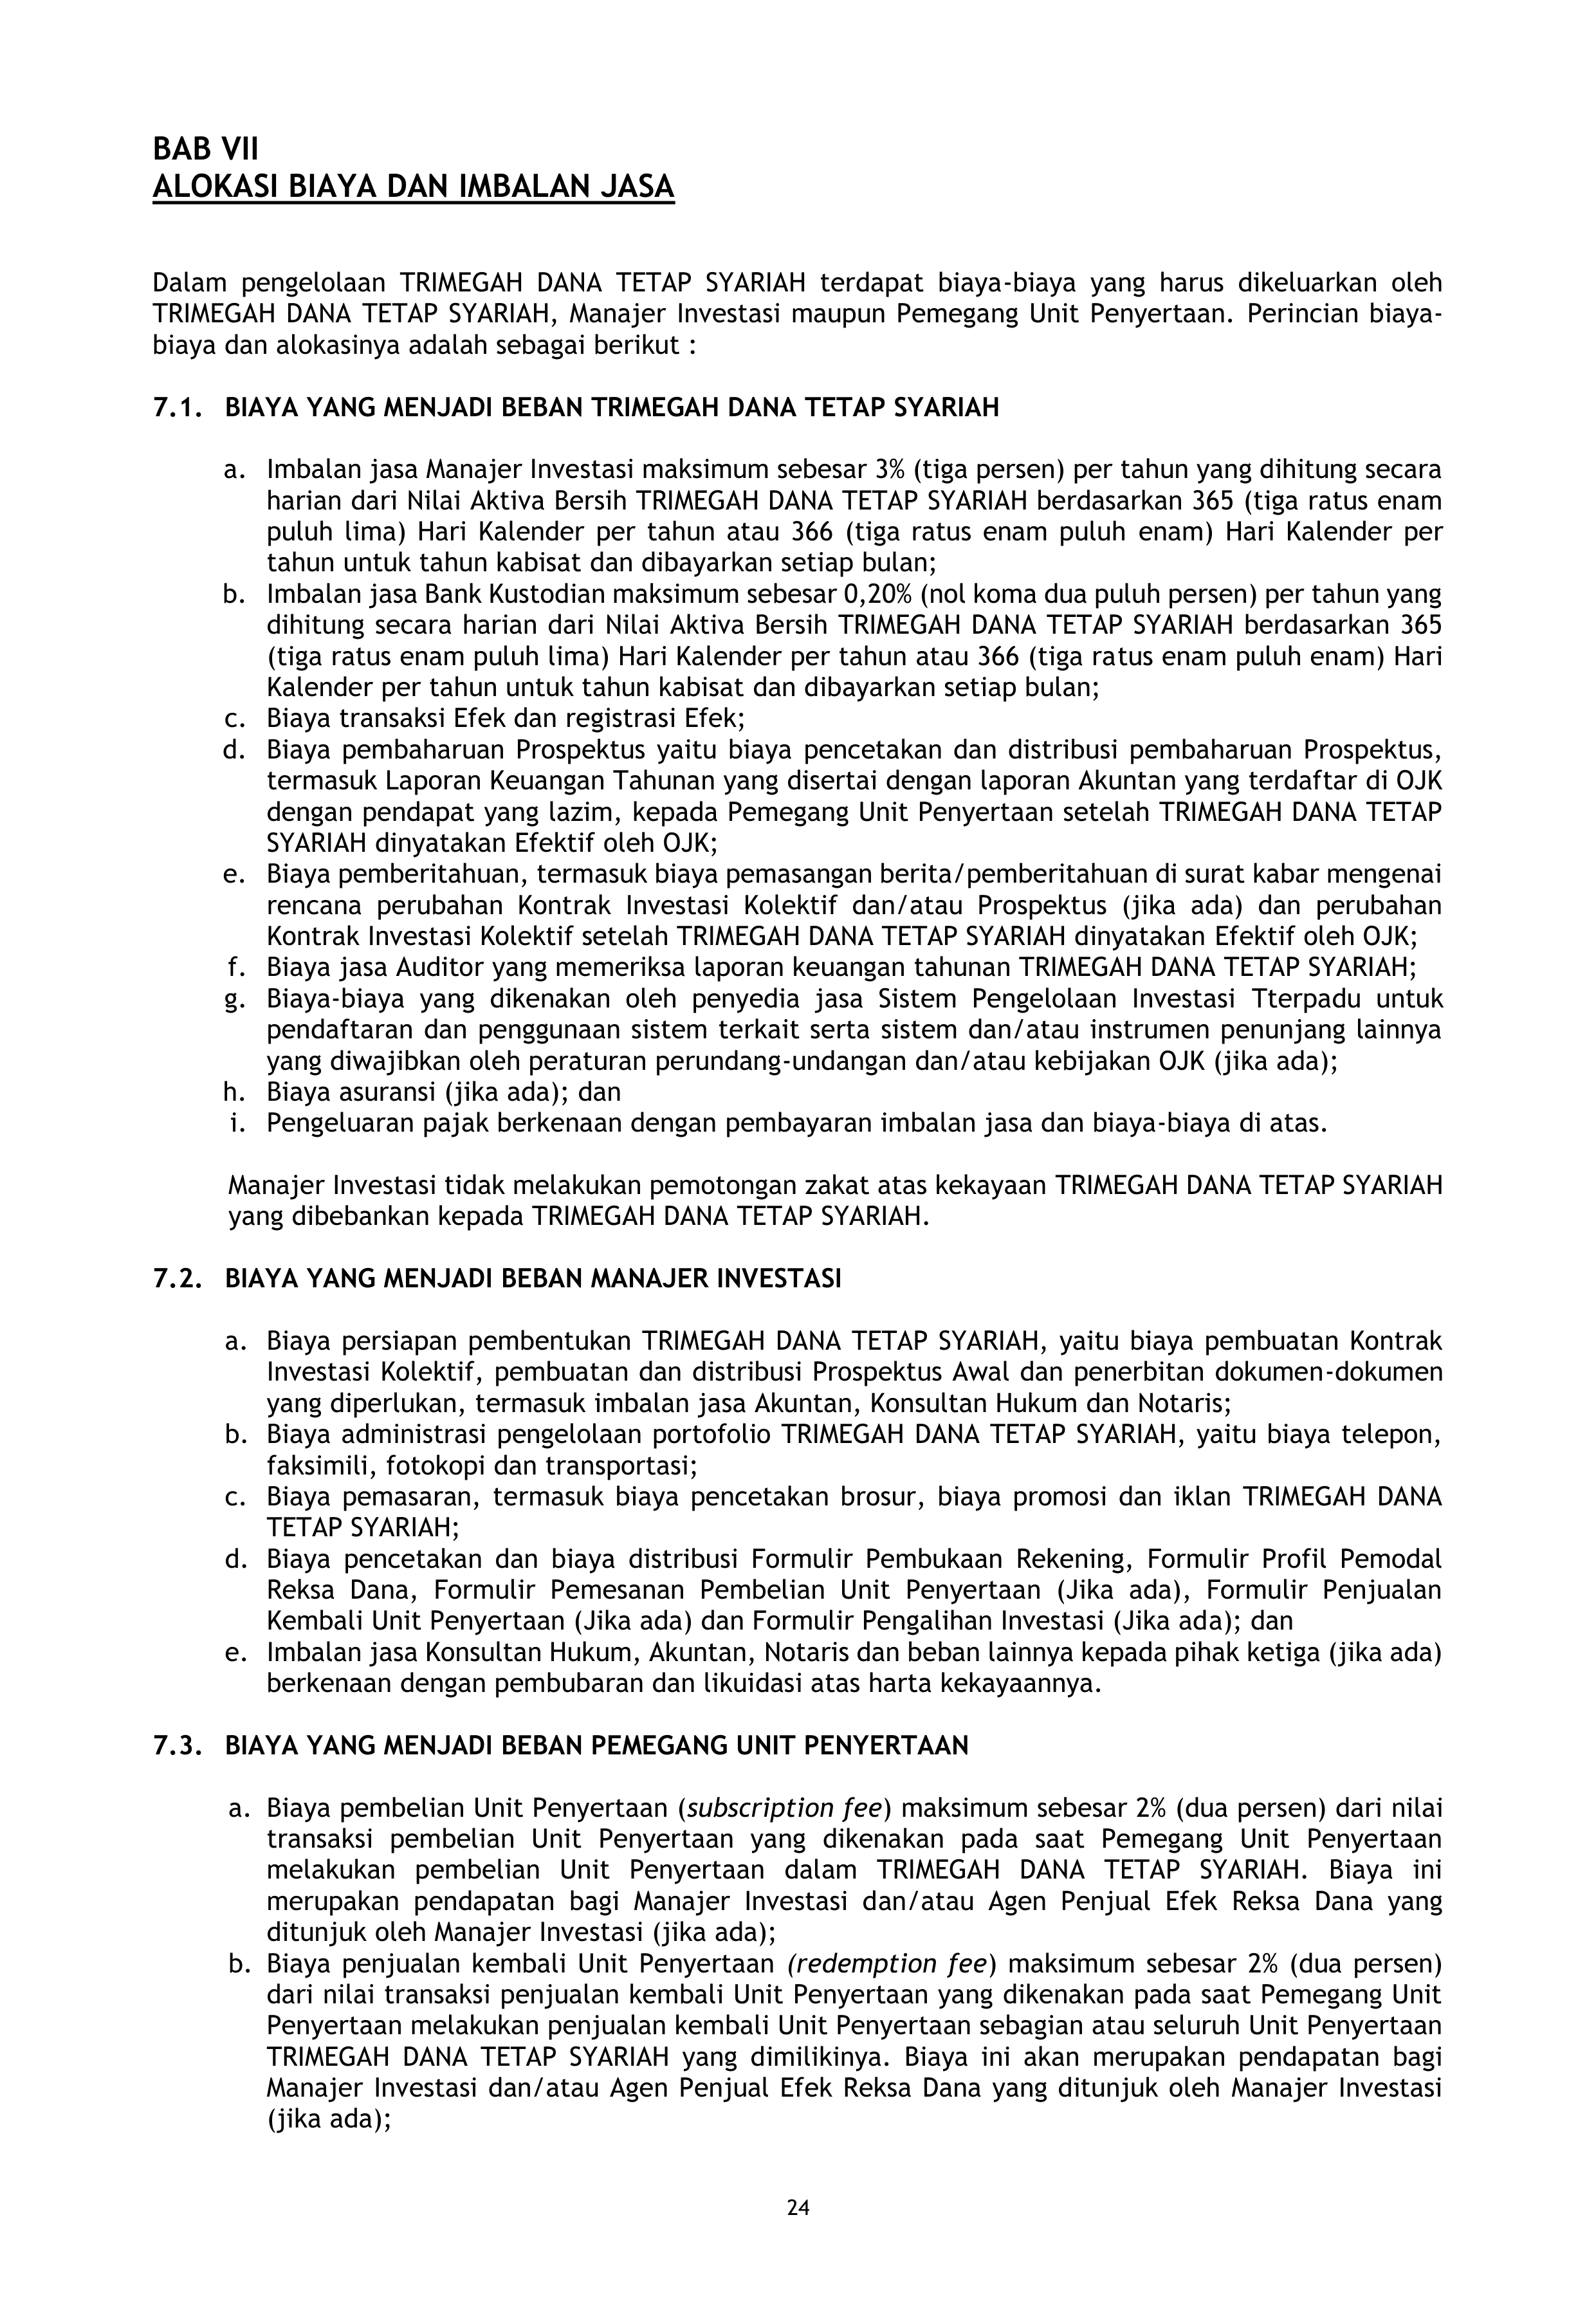 BAB VII
ALOKASI BIAYA DAN IMBALAN JASA
Dalam pengelolaan TRIMEGAH DANA TETAP SYARIAH terdapat biaya-biaya yang harus dikeluarkan oleh
TRIMEGAH DANA TETAP SYARIAH, Manajer Investasi maupun Pemegang Unit Penyertaan. Perincian biaya-
biaya dan alokasinya adalah sebagai berikut :
7.1. BIAYA YANG MENJADI BEBAN TRIMEGAH DANA TETAP SYARIAH
a. Imbalan jasa Manajer Investasi maksimum sebesar 3% (tiga persen) per tahun yang dihitung secara
harian dari Nilai Aktiva Bersih TRIMEGAH DANA TETAP SYARIAH berdasarkan 365 (tiga ratus enam
puluh lima) Hari Kalender per tahun atau 366 (tiga ratus enam puluh enam) Hari Kalender per
tahun untuk tahun kabisat dan dibayarkan setiap bulan;
b. Imbalan jasa Bank Kustodian maksimum sebesar 0,20% (nol koma dua puluh persen) per tahun yang
dihitung secara harian dari Nilai Aktiva Bersih TRIMEGAH DANA TETAP SYARIAH berdasarkan 365
(tiga ratus enam puluh lima) Hari Kalender per tahun atau 366 (tiga ratus enam puluh enam) Hari
Kalender per tahun untuk tahun kabisat dan dibayarkan setiap bulan;
c. Biaya transaksi Efek dan registrasi Efek;
d. Biaya pembaharuan Prospektus yaitu biaya pencetakan dan distribusi pembaharuan Prospektus,
termasuk Laporan Keuangan Tahunan yang disertai dengan laporan Akuntan yang terdaftar di OJK
dengan pendapat yang lazim, kepada Pemegang Unit Penyertaan setelah TRIMEGAH DANA TETAP
SYARIAH dinyatakan Efektif oleh OJK;
e. Biaya pemberitahuan, termasuk biaya pemasangan berita/pemberitahuan di surat kabar mengenai
rencana perubahan Kontrak Investasi Kolektif dan/atau Prospektus (jika ada) dan perubahan
Kontrak Investasi Kolektif setelah TRIMEGAH DANA TETAP SYARIAH dinyatakan Efektif oleh OJK;
f. Biaya jasa Auditor yang memeriksa laporan keuangan tahunan TRIMEGAH DANA TETAP SYARIAH;
g. Biaya-biaya yang dikenakan oleh penyedia jasa Sistem Pengelolaan Investasi Tterpadu untuk
pendaftaran dan penggunaan sistem terkait serta sistem dan/atau instrumen penunjang lainnya
yang diwajibkan oleh peraturan perundang-undangan dan/atau kebijakan OJK (jika ada);
h. Biaya asuransi (jika ada); dan
i. Pengeluaran pajak berkenaan dengan pembayaran imbalan jasa dan biaya-biaya di atas.
Manajer Investasi tidak melakukan pemotongan zakat atas kekayaan TRIMEGAH DANA TETAP SYARIAH
yang dibebankan kepada TRIMEGAH DANA TETAP SYARIAH.
7.2. BIAYA YANG MENJADI BEBAN MANAJER INVESTASI
a. Biaya persiapan pembentukan TRIMEGAH DANA TETAP SYARIAH, yaitu biaya pembuatan Kontrak
Investasi Kolektif, pembuatan dan distribusi Prospektus Awal dan penerbitan dokumen-dokumen
yang diperlukan, termasuk imbalan jasa Akuntan, Konsultan Hukum dan Notaris;
b. Biaya administrasi pengelolaan portofolio TRIMEGAH DANA TETAP SYARIAH, yaitu biaya telepon,
faksimili, fotokopi dan transportasi;
c. Biaya pemasaran, termasuk biaya pencetakan brosur, biaya promosi dan iklan TRIMEGAH DANA
TETAP SYARIAH;
d. Biaya pencetakan dan biaya distribusi Formulir Pembukaan Rekening, Formulir Profil Pemodal
Reksa Dana, Formulir Pemesanan Pembelian Unit Penyertaan (Jika ada), Formulir Penjualan
Kembali Unit Penyertaan (Jika ada) dan Formulir Pengalihan Investasi (Jika ada); dan
e. Imbalan jasa Konsultan Hukum, Akuntan, Notaris dan beban lainnya kepada pihak ketiga (jika ada)
berkenaan dengan pembubaran dan likuidasi atas harta kekayaannya.
7.3. BIAYA YANG MENJADI BEBAN PEMEGANG UNIT PENYERTAAN
a. Biaya pembelian Unit Penyertaan (subscription fee) maksimum sebesar 2% (dua persen) dari nilai
transaksi pembelian Unit Penyertaan yang dikenakan pada saat Pemegang Unit Penyertaan
melakukan pembelian Unit Penyertaan dalam TRIMEGAH DANA TETAP SYARIAH. Biaya ini
merupakan pendapatan bagi Manajer Investasi dan/atau Agen Penjual Efek Reksa Dana yang
ditunjuk oleh Manajer Investasi (jika ada);
b. Biaya penjualan kembali Unit Penyertaan (redemption fee) maksimum sebesar 2% (dua persen)
dari nilai transaksi penjualan kembali Unit Penyertaan yang dikenakan pada saat Pemegang Unit
Penyertaan melakukan penjualan kembali Unit Penyertaan sebagian atau seluruh Unit Penyertaan
TRIMEGAH DANA TETAP SYARIAH yang dimilikinya. Biaya ini akan merupakan pendapatan bagi
Manajer Investasi dan/atau Agen Penjual Efek Reksa Dana yang ditunjuk oleh Manajer Investasi
(jika ada);
24